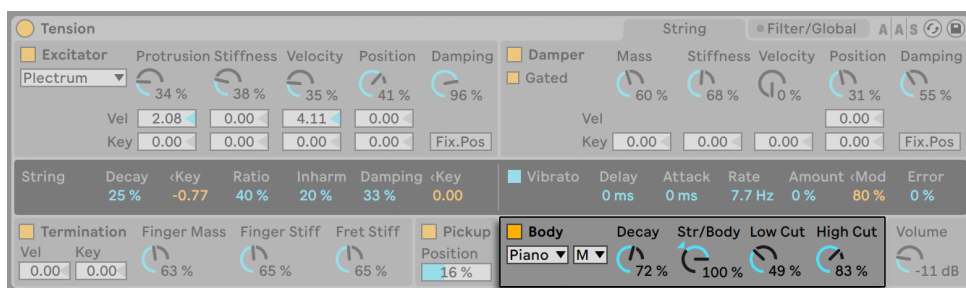 Tension String Filter/Global A A S
Excitator Protrusion Stiffness Velocity Position Damping
Plectrum
34 % 38 % 35 % 41 % 96 %
Vel 2.08 0.00 4.11 0.00
Key 0.00 0.00 0.00 0.00 Fix.Pos
Damper Mass Stiffness Velocity Position Damping
Gated
60 % 68 % 0 % 31 % 55 %
Vel 0.00
Key 0.00 0.00 0.00 0.00 Fix.Pos
String Decay <Key Ratio Inharm Damping <Key
25 % -0.77 40 % 20 % 33 % 0.00
Vibrato Delay Attack Rate Amount <Mod Error
0 ms 0 ms 7.7 Hz 0 % 80 % 0 %
Termination Finger Mass Finger Stiff Fret Stiff
Vel Key
0.00 0.00 63 % 65 % 65 %
Pickup
Position
16 %
Body Decay Str/Body Low Cut High Cut
Piano M
72 % 100 % 49 % 83 %
Volume
-11 dB